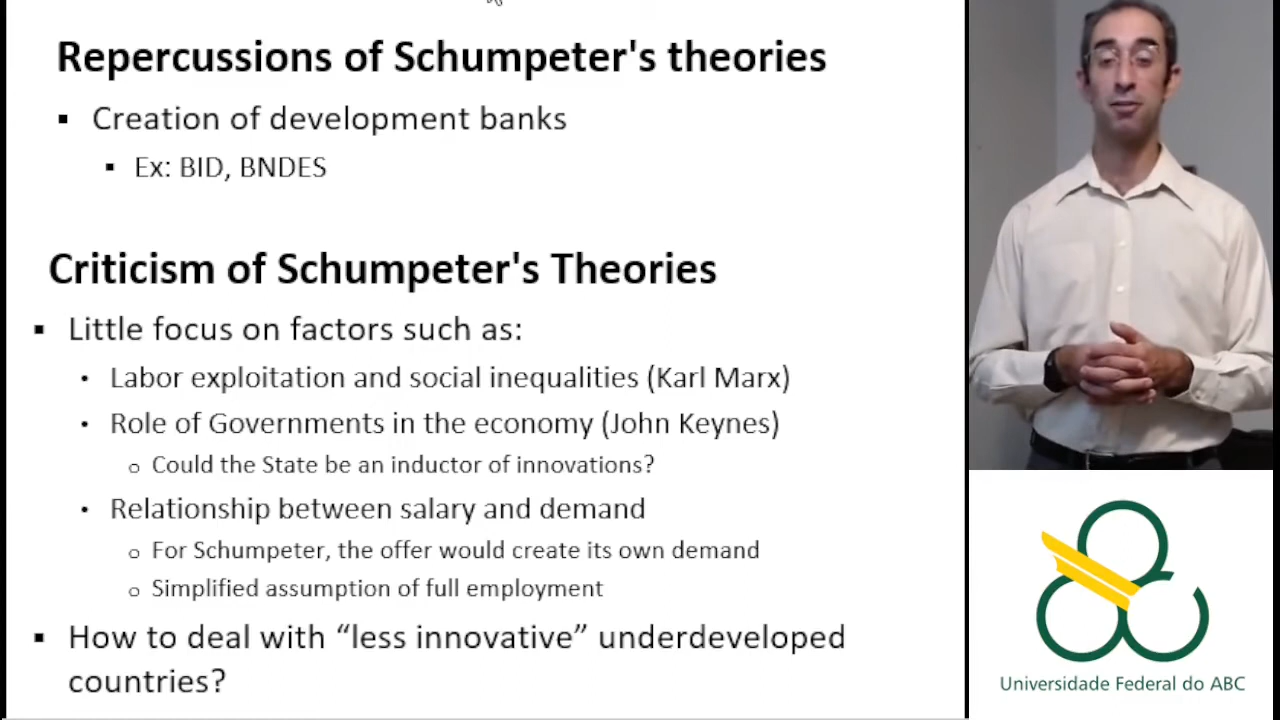 Repercussions of Schumpeter's theories
▪ Creation of development banks
▪ Ex: BID, BNDES
Criticism of Schumpeter's Theories
▪ Little focus on factors such as:
• Labor exploitation and social inequalities (Karl Marx)
• Role of Governments in the economy (John Keynes)
o Could the State be an inductor of innovations?
• Relationship between salary and demand
o For Schumpeter, the offer would create its own demand
o Simplified assumption of full employment
▪ How to deal with “less innovative” underdeveloped
countries?
Universidade Federal do ABC